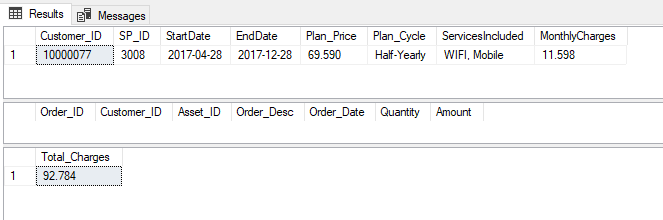 Results Messages
Customer_ID SP_ID StartDate EndDate Plan_Price Plan_Cycle ServicesIncluded MonthlyCharges
1 10000077 3008 2017-04-28 2017-12-28 69.590 Half-Yearly WIFI, Mobile 11.598
Order_ID Customer_ID Asset_ID Order_Desc Order_Date Quantity Amount
Total_Charges
1 92.784